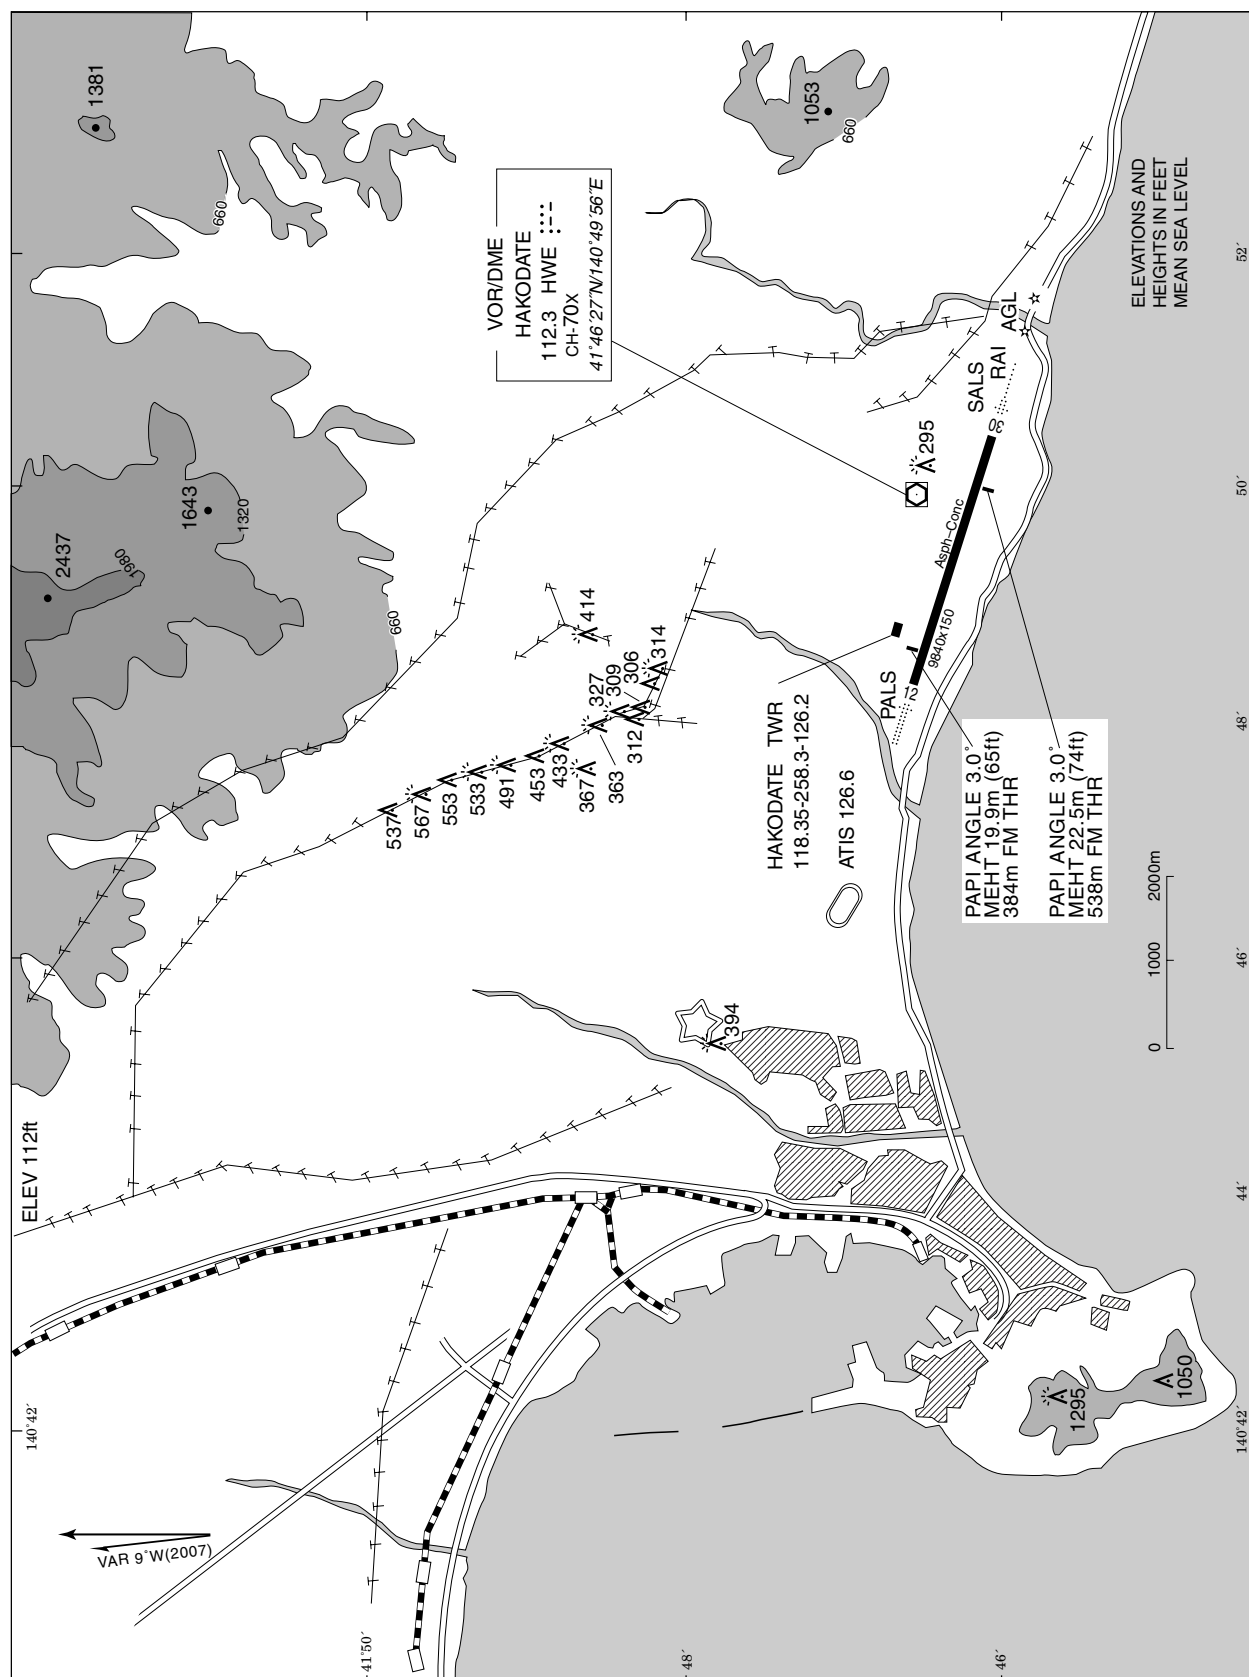 ELEV 112ft
VAR 9°W(2007)
1381
660
2437
1980
1643
1320
660
1053
660
VOR/DME
HAKODATE
112.3 HWE
CH-70X
41°46′27″N/140°49′56″E
ELEVATIONS AND
HEIGHTS IN FEET
MEAN SEA LEVEL
537
567
553
533
491
453
433
367
363
327
309
306
312
314
414
295
394
1295
1050
SALS
RAI
AGL
30
Asph-Conc
9840x150
12
PALS
HAKODATE TWR
118.35-258.3-126.2
ATIS 126.6
PAPI ANGLE 3.0°
MEHT 19.9m (65ft)
384m FM THR
PAPI ANGLE 3.0°
MEHT 22.5m (74ft)
538m FM THR
0 1000 2000m
140°42′
140°42′
44′
46′
48′
50′
52′
41°50′
48′
46′